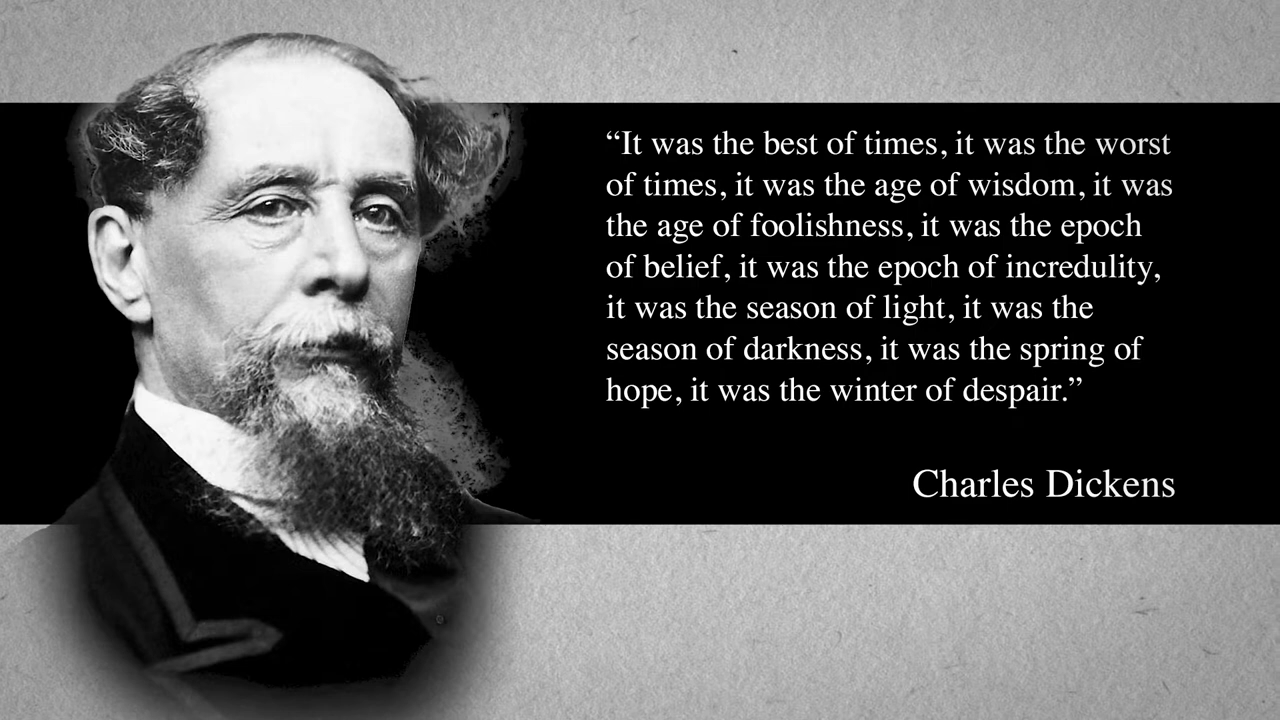 “It was the best of times, it was the worst
of times, it was the age of wisdom, it was
the age of foolishness, it was the epoch
of belief, it was the epoch of incredulity,
it was the season of light, it was the
season of darkness, it was the spring of
hope, it was the winter of despair.”
Charles Dickens